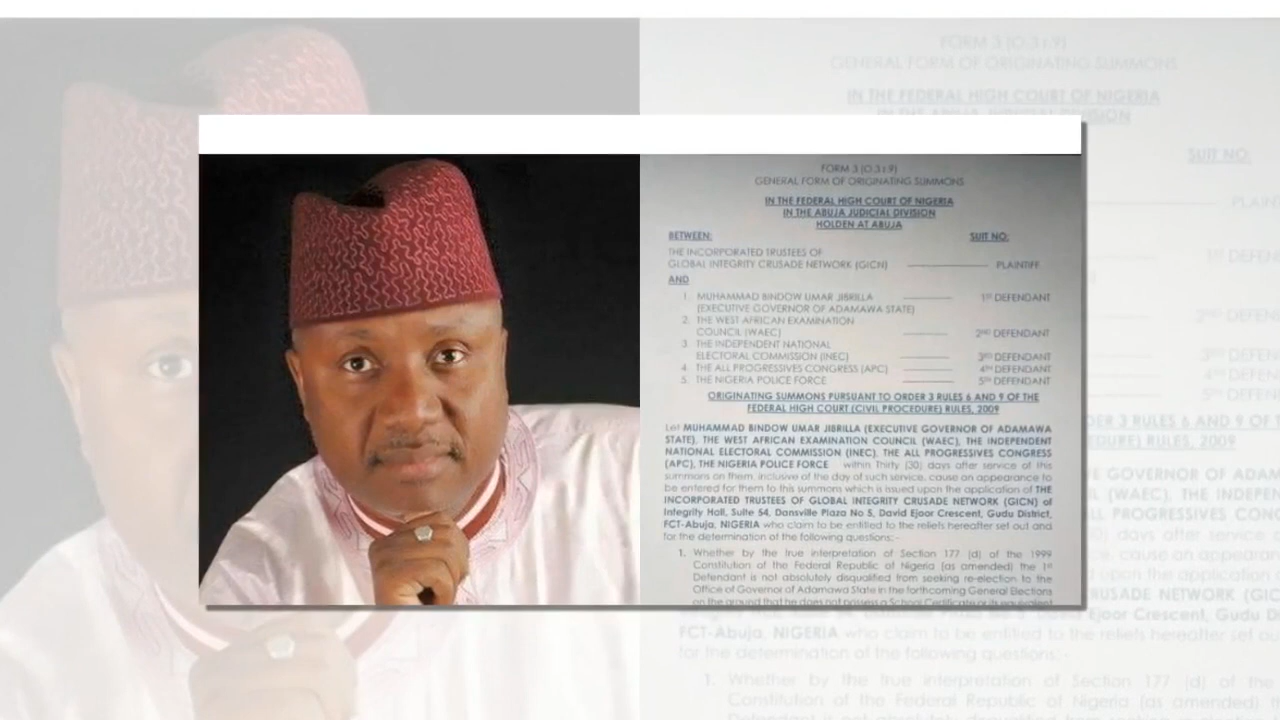 FORM 3 (O.3 r.9)
GENERAL FORM OF ORIGINATING SUMMONS
IN THE FEDERAL HIGH COURT OF NIGERIA
IN THE ABUJA JUDICIAL DIVISION
HOLDEN AT ABUJA
BETWEEN: SUIT NO:
THE INCORPORATED TRUSTEES OF
GLOBAL INTEGRITY CRUSADE NETWORK (GICN) PLAINTIFF
AND
1. MUHAMMAD BINDOW UMAR JIBRILLA 1ST DEFENDANT
(EXECUTIVE GOVERNOR OF ADAMAWA STATE)
2. THE WEST AFRICAN EXAMINATION
COUNCIL (WAEC) 2ND DEFENDANT
3. THE INDEPENDENT NATIONAL
ELECTORAL COMMISSION (INEC) 3RD DEFENDANT
4. THE ALL PROGRESSIVES CONGRESS (APC) 4TH DEFENDANT
5. THE NIGERIA POLICE FORCE 5TH DEFENDANT
ORIGINATING SUMMONS PURSUANT TO ORDER 3 RULES 6 AND 9 OF THE
FEDERAL HIGH COURT (CIVIL PROCEDURE) RULES, 2009
Let MUHAMMAD BINDOW UMAR JIBRILLA (EXECUTIVE GOVERNOR OF ADAMAWA
STATE), THE WEST AFRICAN EXAMINATION COUNCIL (WAEC), THE INDEPENDENT
NATIONAL ELECTORAL COMMISSION (INEC), THE ALL PROGRESSIVES CONGRESS
(APC), THE NIGERIA POLICE FORCE within Thirty (30) days after service of this
summons on them, inclusive of the day of such service, cause an appearance to
be entered for them to this summons which is issued upon the application of THE
INCORPORATED TRUSTEES OF GLOBAL INTEGRITY CRUSADE NETWORK (GICN) of
Integrity Hall, Suite 54, Dansville Plaza No 5, David Ejoor Crescent, Gudu District,
FCT-Abuja, NIGERIA who claim to be entitled to the reliefs hereafter set out and
for the determination of the following questions:-
1. Whether by the true interpretation of Section 177 (d) of the 1999
Constitution of the Federal Republic of Nigeria (as amended) the 1st
Defendant is not absolutely disqualified from seeking re-election to the
Office of Governor of Adamawa State in the forthcoming General Elections
on the ground that he does not possess a School Certificate or its equivalent